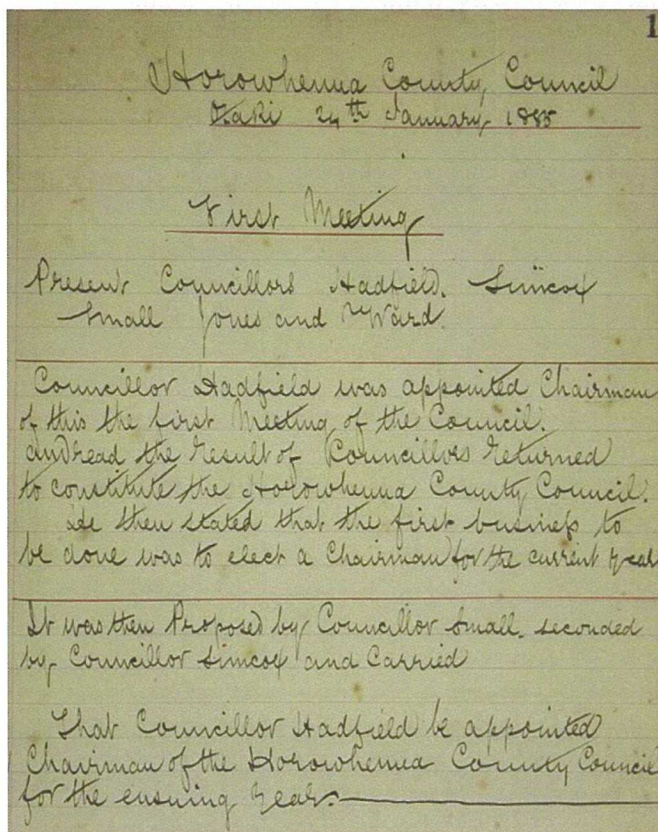 1
Horowhenua County Council
Otaki 24th January 1885
First Meeting
Present Councillors Hadfield. Simcox
Small Jones and Ward.
Councillor Hadfield was appointed Chairman
of this the first Meeting of the Council.
and read the result of Councillors returned
to constitute the Horowhenua County Council.
He then stated that the first business to
be done was to elect a Chairman for the current year
It was then Proposed by Councillor Small. seconded
by Councillor Simcox and Carried
That Councillor Hadfield be appointed
Chairman of the Horowhenua County Council
for the ensuing year.